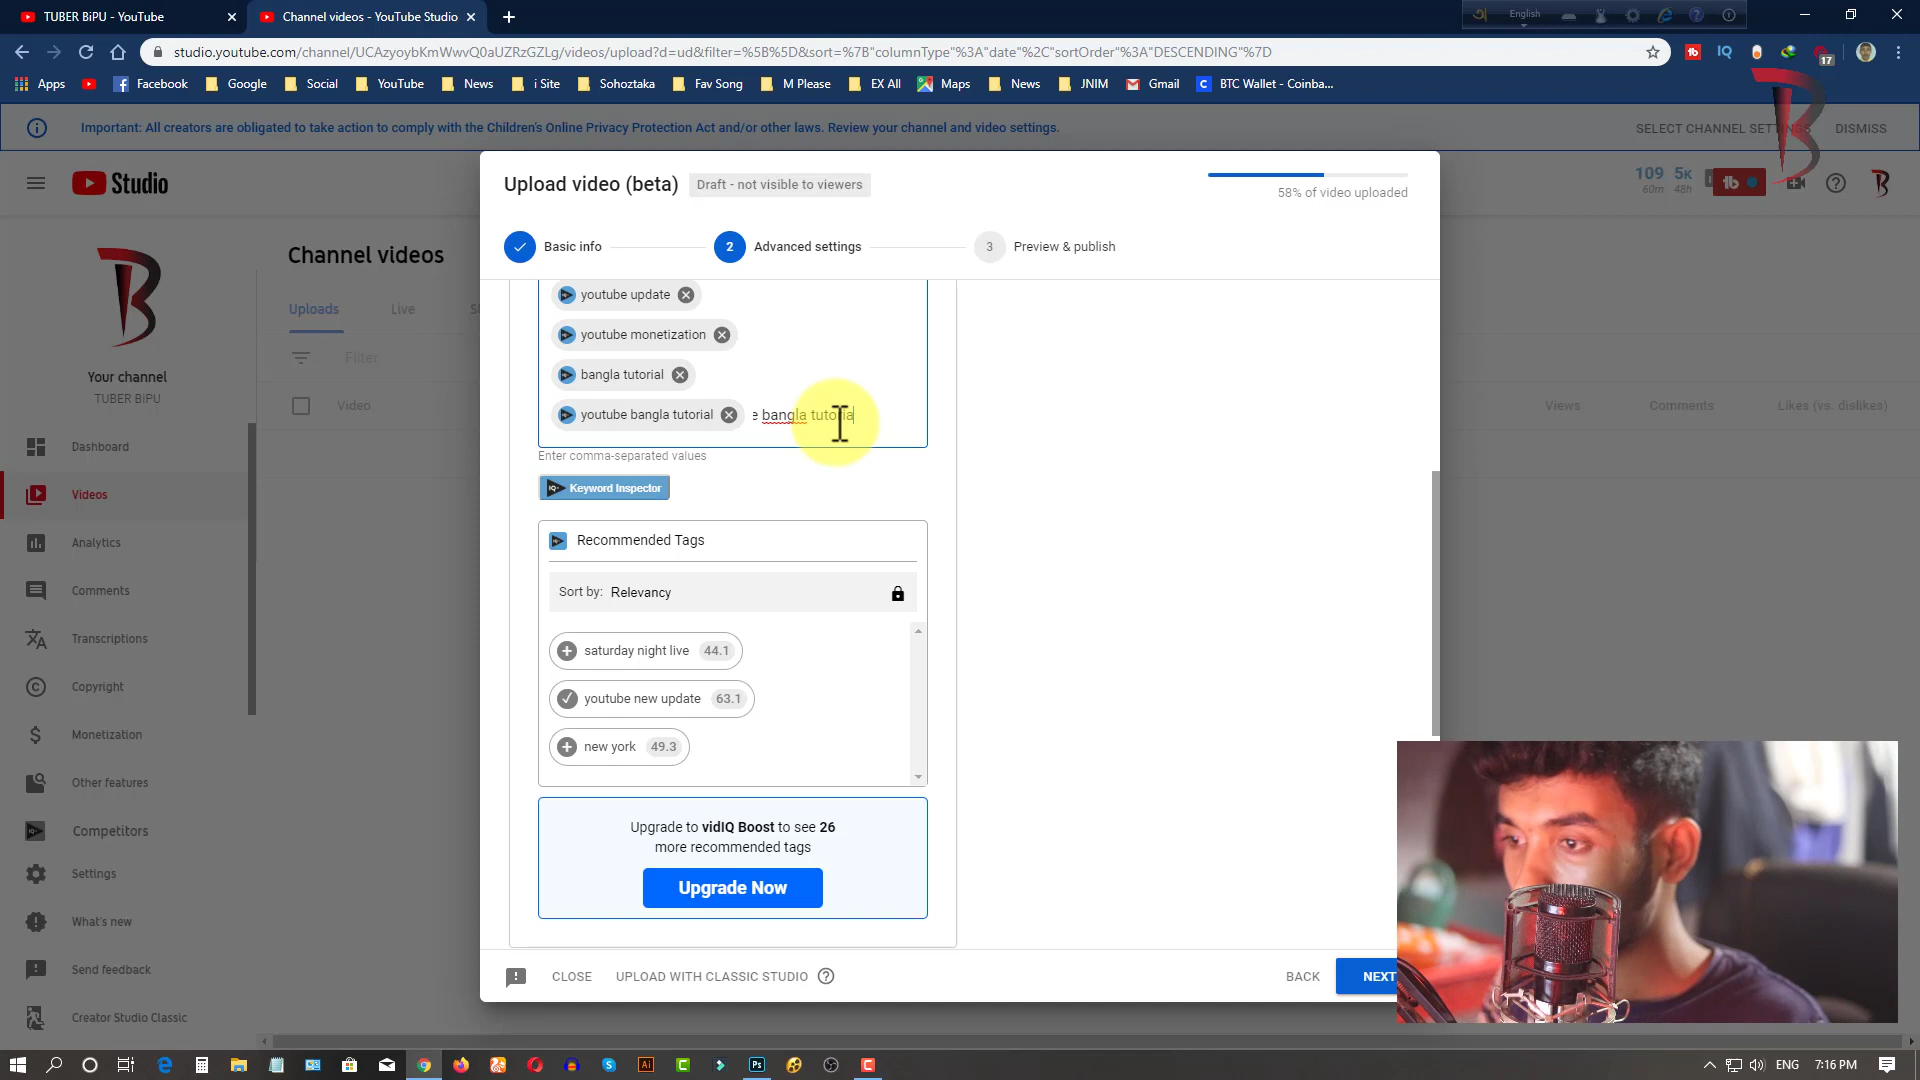 TUBER BiPU - YouTube
Channel videos - YouTube Studio
English
studio.youtube.com/channel/UCAzyoybKmWwvQ0aUZRzGZLg/videos/upload?d=ud&filter=%5B%5D&sort=%7B"columnType"%3A"date"%2C"sortOrder"%3A"DESCENDING"%7D
17
Apps Facebook Google Social YouTube News i Site Sohoztaka Fav Song M Please EX All Maps News JNIM Gmail BTC Wallet - Coinba...
Important: All creators are obligated to take action to comply with the Children's Online Privacy Protection Act and/or other laws. Review your channel and video settings.
SELECT CHANNEL SETTINGS DISMISS
Studio
109 5K
60m 48h
Upload video (beta) Draft - not visible to viewers
58% of video uploaded
Basic info 2 Advanced settings 3 Preview & publish
Channel videos
Uploads Live
Filter
Video Views Comments Likes (vs. dislikes)
Your channel
TUBER BiPU
Dashboard
Videos
Analytics
Comments
Transcriptions
Copyright
Monetization
Other features
Competitors
Settings
What's new
Send feedback
Creator Studio Classic
youtube update
youtube monetization
bangla tutorial
youtube bangla tutorial e bangla tutoria
Enter comma-separated values
Keyword Inspector
Recommended Tags
Sort by: Relevancy
saturday night live 44.1
youtube new update 63.1
new york 49.3
Upgrade to vidIQ Boost to see 26
more recommended tags
Upgrade Now
CLOSE UPLOAD WITH CLASSIC STUDIO BACK NEXT
ENG 7:16 PM